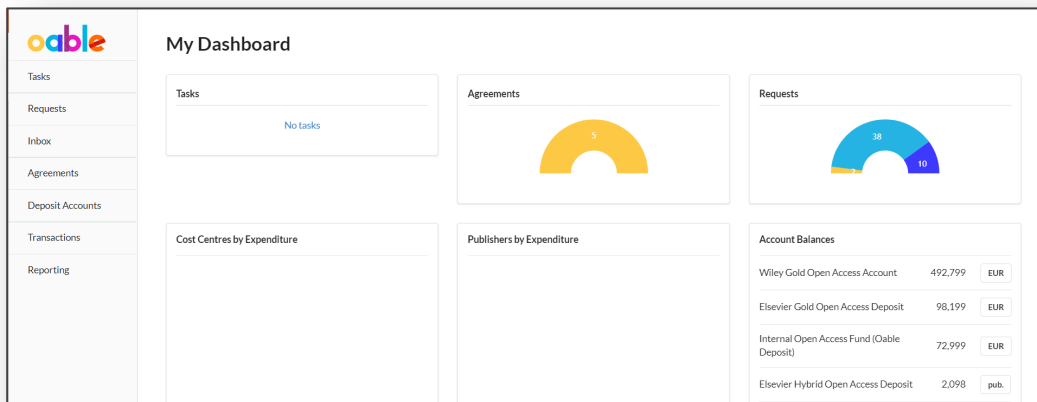 oable
My Dashboard
Tasks
Requests
Inbox
Agreements
Deposit Accounts
Transactions
Reporting
Tasks
No tasks
Agreements
5
Requests
38
10
Cost Centres by Expenditure
Publishers by Expenditure
Account Balances
Wiley Gold Open Access Account 492,799 EUR
Elsevier Gold Open Access Deposit 98,199 EUR
Internal Open Access Fund (Oable
Deposit) 72,999 EUR
Elsevier Hybrid Open Access Deposit 2,098 pub.